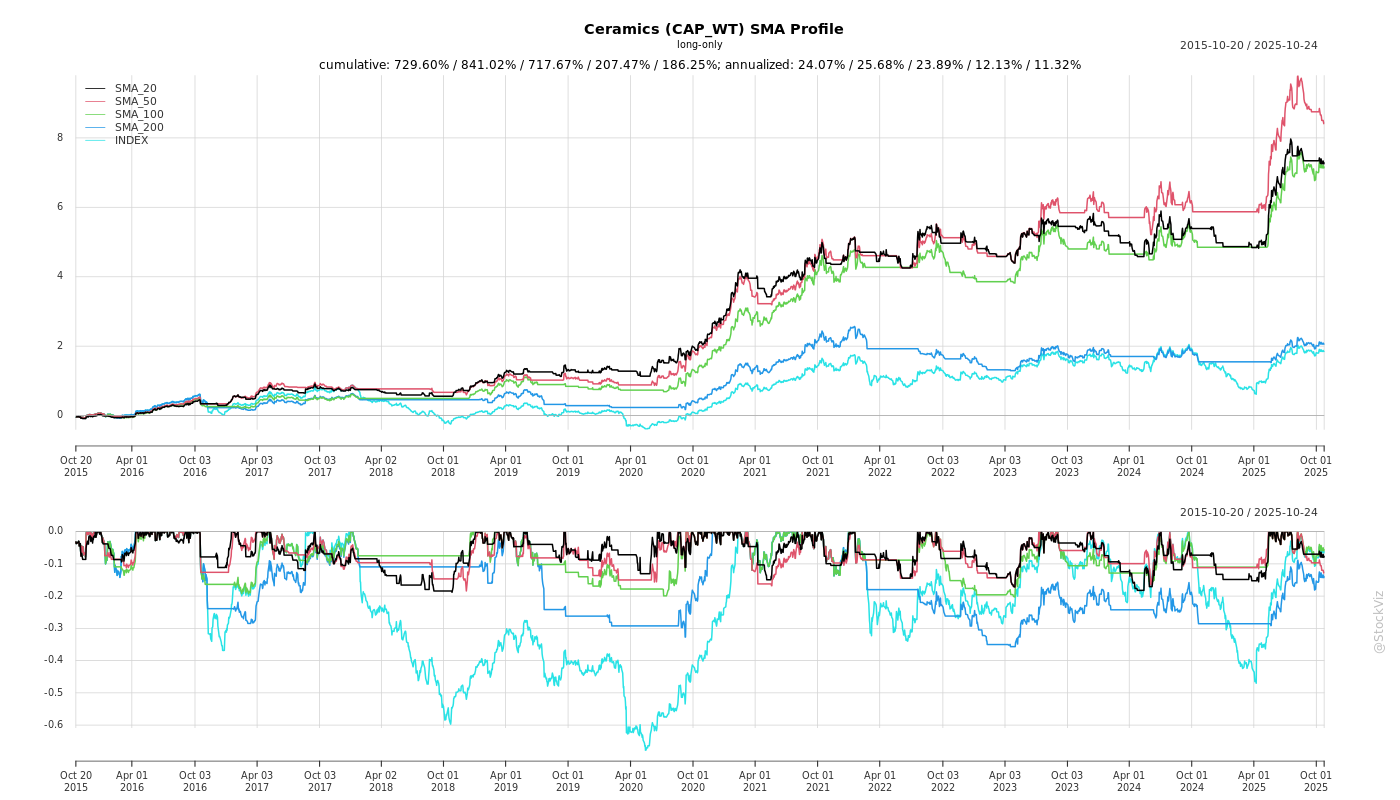 Ceramics (CAP_WT) SMA Profile
long-only
2015-10-20 / 2025-10-24
cumulative: 729.60% / 841.02% / 717.67% / 207.47% / 186.25%; annualized: 24.07% / 25.68% / 23.89% / 12.13% / 11.32%
SMA_20
SMA_50
SMA_100
SMA_200
INDEX
8
6
4
2
0
Oct 20 Apr 01 Oct 03 Apr 03 Oct 03 Apr 02 Oct 01 Apr 01 Oct 01 Apr 01 Oct 01 Apr 01 Oct 01 Apr 01 Oct 03 Apr 03 Oct 03 Apr 01 Oct 01 Apr 01 Oct 01
2015 2016 2016 2017 2017 2018 2018 2019 2019 2020 2020 2021 2021 2022 2022 2023 2023 2024 2024 2025 2025
2015-10-20 / 2025-10-24
0.0
-0.1
-0.2
-0.3
-0.4
-0.5
-0.6
Oct 20 Apr 01 Oct 03 Apr 03 Oct 03 Apr 02 Oct 01 Apr 01 Oct 01 Apr 01 Oct 01 Apr 01 Oct 01 Apr 01 Oct 03 Apr 03 Oct 03 Apr 01 Oct 01 Apr 01 Oct 01
2015 2016 2016 2017 2017 2018 2018 2019 2019 2020 2020 2021 2021 2022 2022 2023 2023 2024 2024 2025 2025
@StockViz